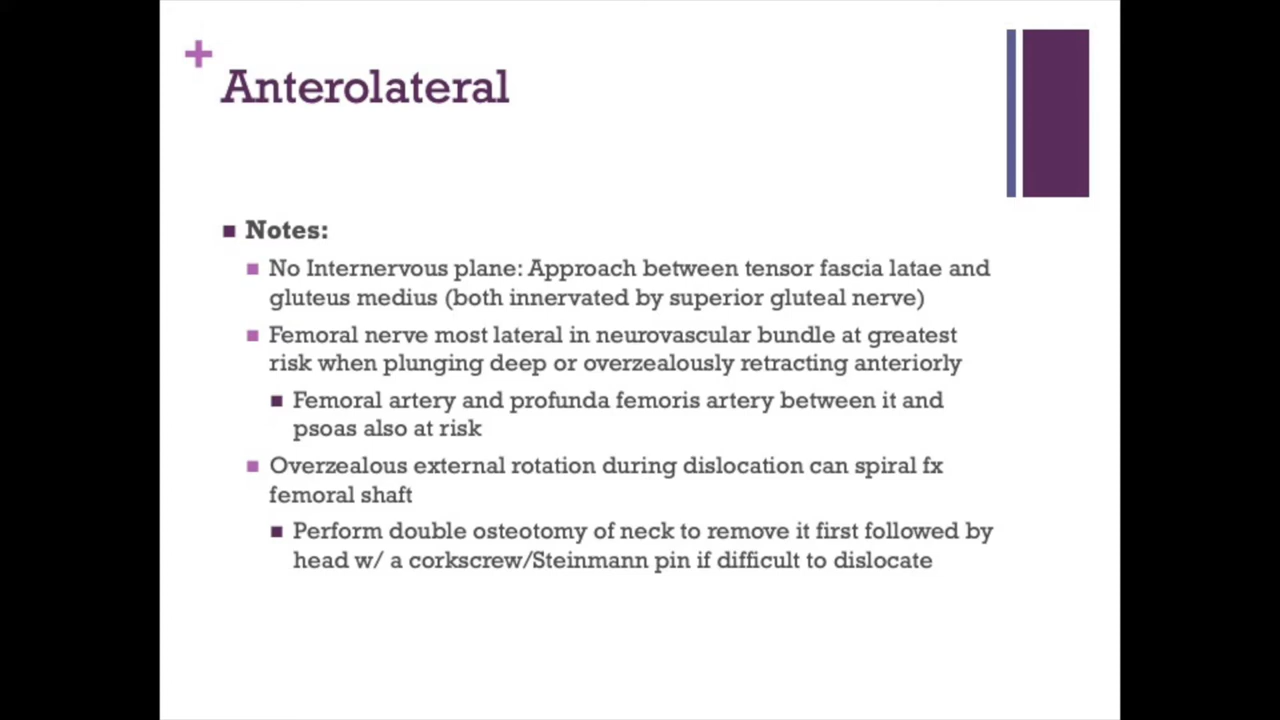 +
Anterolateral
Notes:
No Internervous plane: Approach between tensor fascia latae and
gluteus medius (both innervated by superior gluteal nerve)
Femoral nerve most lateral in neurovascular bundle at greatest
risk when plunging deep or overzealously retracting anteriorly
Femoral artery and profunda femoris artery between it and
psoas also at risk
Overzealous external rotation during dislocation can spiral fx
femoral shaft
Perform double osteotomy of neck to remove it first followed by
head w/ a corkscrew/Steinmann pin if difficult to dislocate